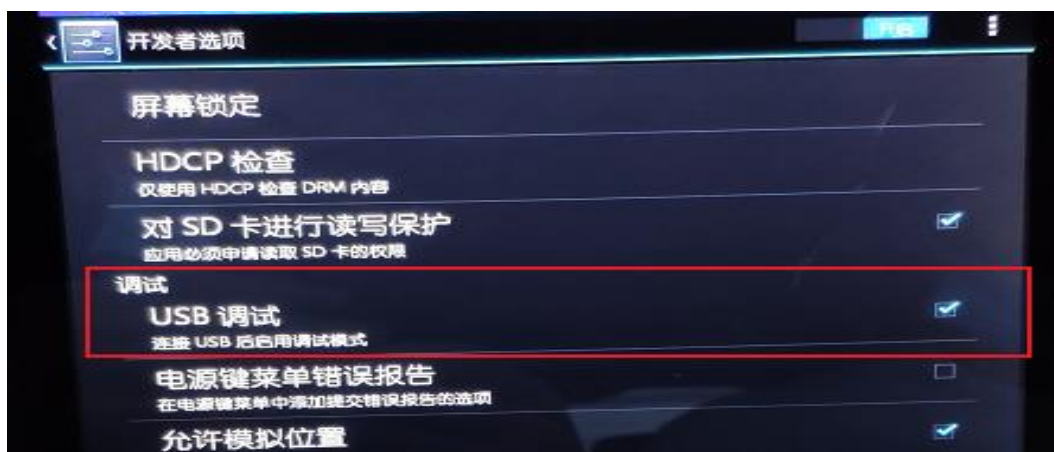 开发者选项
开启
屏幕锁定
HDCP 检查
仅使用 HDCP 检查 DRM 内容
对 SD 卡进行读写保护
应用必须申请读取 SD 卡的权限
调试
USB 调试
连接 USB 后启用调试模式
电源键菜单错误报告
在电源键菜单中添加提交错误报告的选项
允许模拟位置